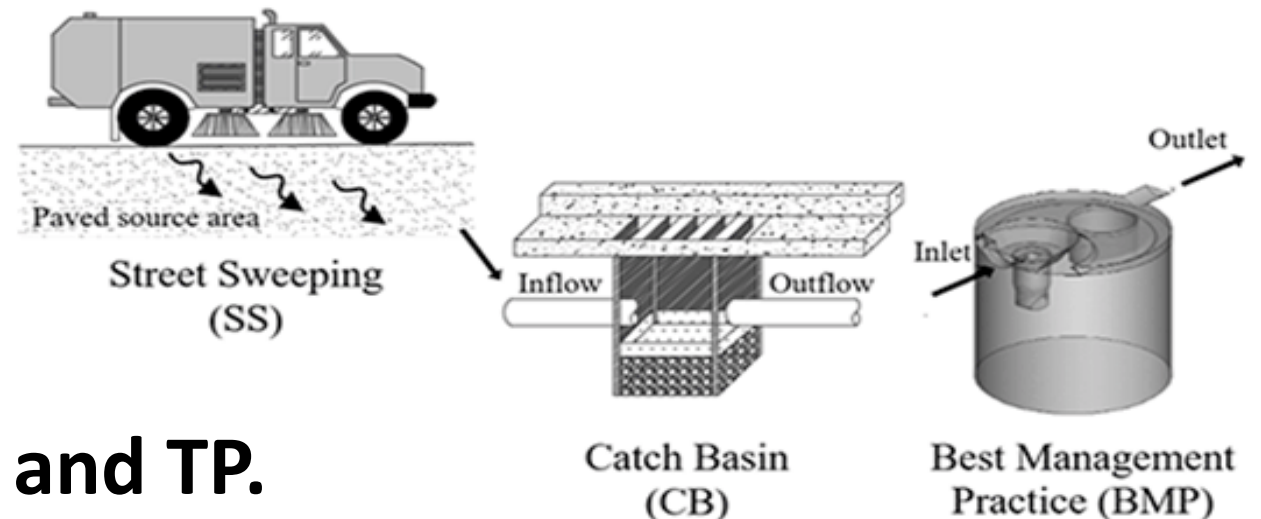 Paved source area
Street Sweeping
(SS)
Inflow
Outflow
Catch Basin
(CB)
Inlet
Outlet
Best Management
Practice (BMP)
and TP.